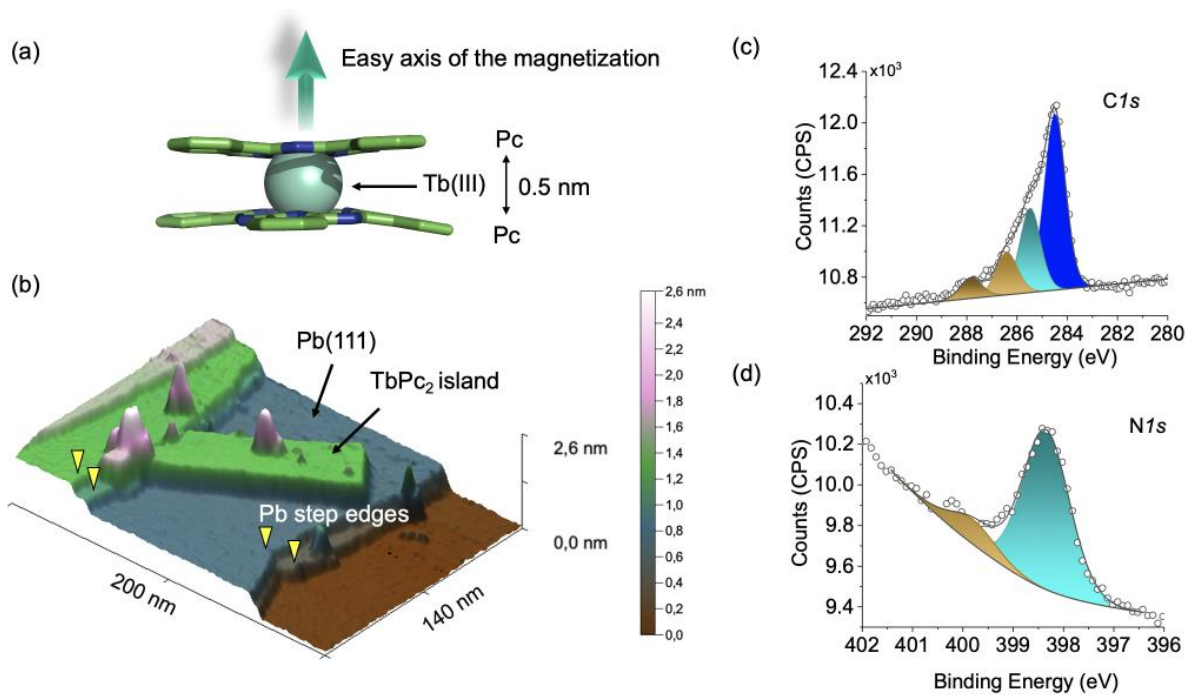 (a)
Easy axis of the magnetization
Pc
Tb(III)
0.5 nm
Pc
(b)
Pb(111)
TbPc₂ island
Pb step edges
200 nm
140 nm
2,6 nm
0,0 nm
2,6 nm
2,4
2,2
2,0
1,8
1,6
1,4
1,2
1,0
0,8
0,6
0,4
0,2
0,0
(c)
x10³
C1s
12.4
12.0
11.6
11.2
10.8
Counts (CPS)
292 290 288 286 284 282 280
Binding Energy (eV)
(d)
x10³
N1s
10.4
10.2
10.0
9.8
9.6
9.4
Counts (CPS)
402 401 400 399 398 397 396
Binding Energy (eV)